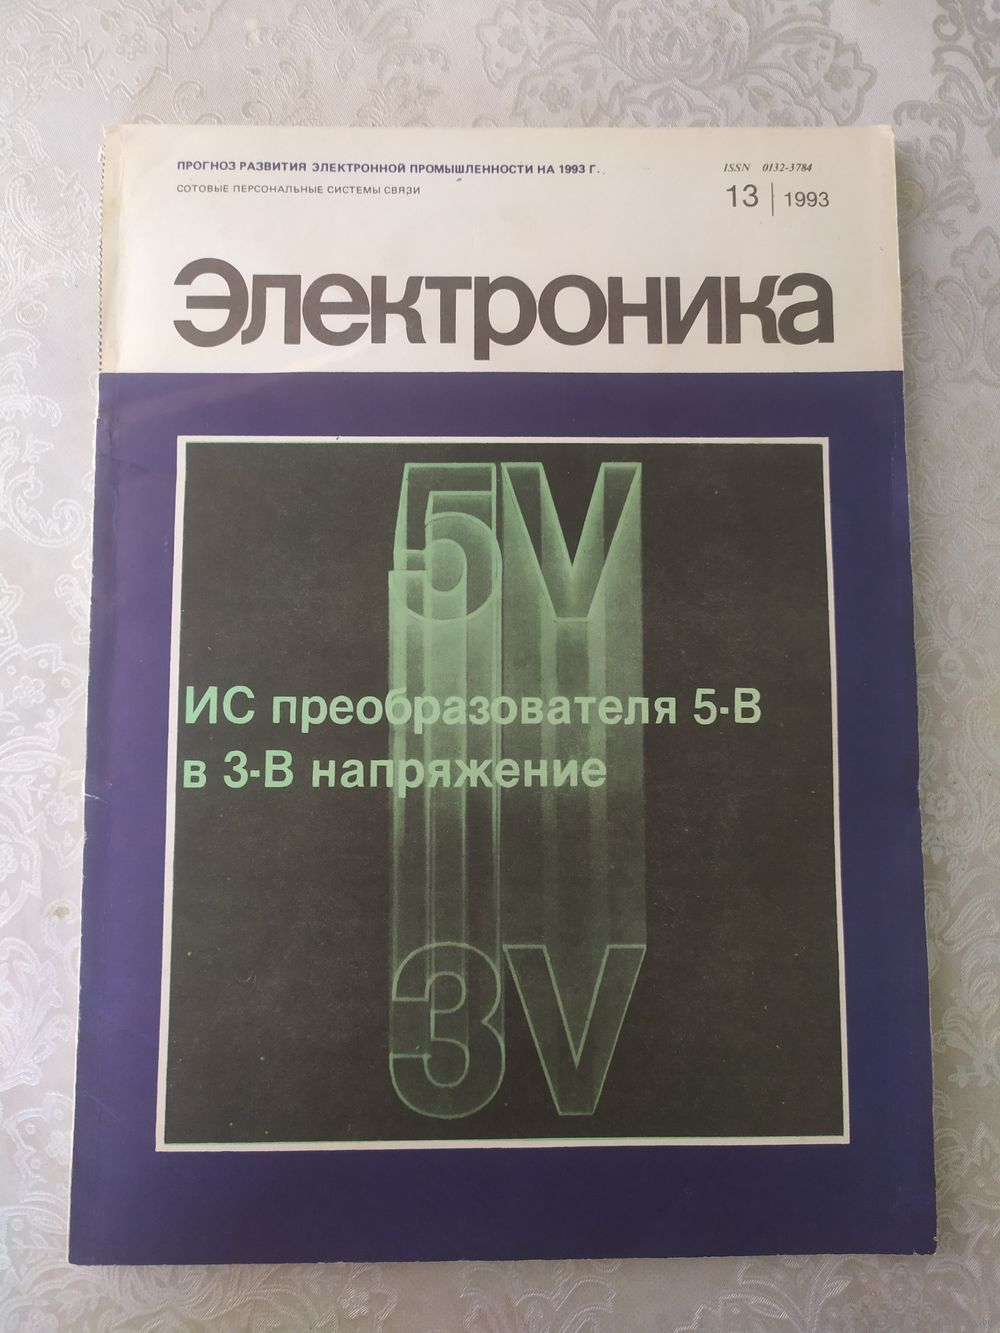 ПРОГНОЗ РАЗВИТИЯ ЭЛЕКТРОННОЙ ПРОМЫШЛЕННОСТИ НА 1993 Г.
СОТОВЫЕ ПЕРСОНАЛЬНЫЕ СИСТЕМЫ СВЯЗИ
ISSN 0132-3784
13 | 1993
Электроника
5V
ИС преобразователя 5-В
в 3-В напряжение
3V